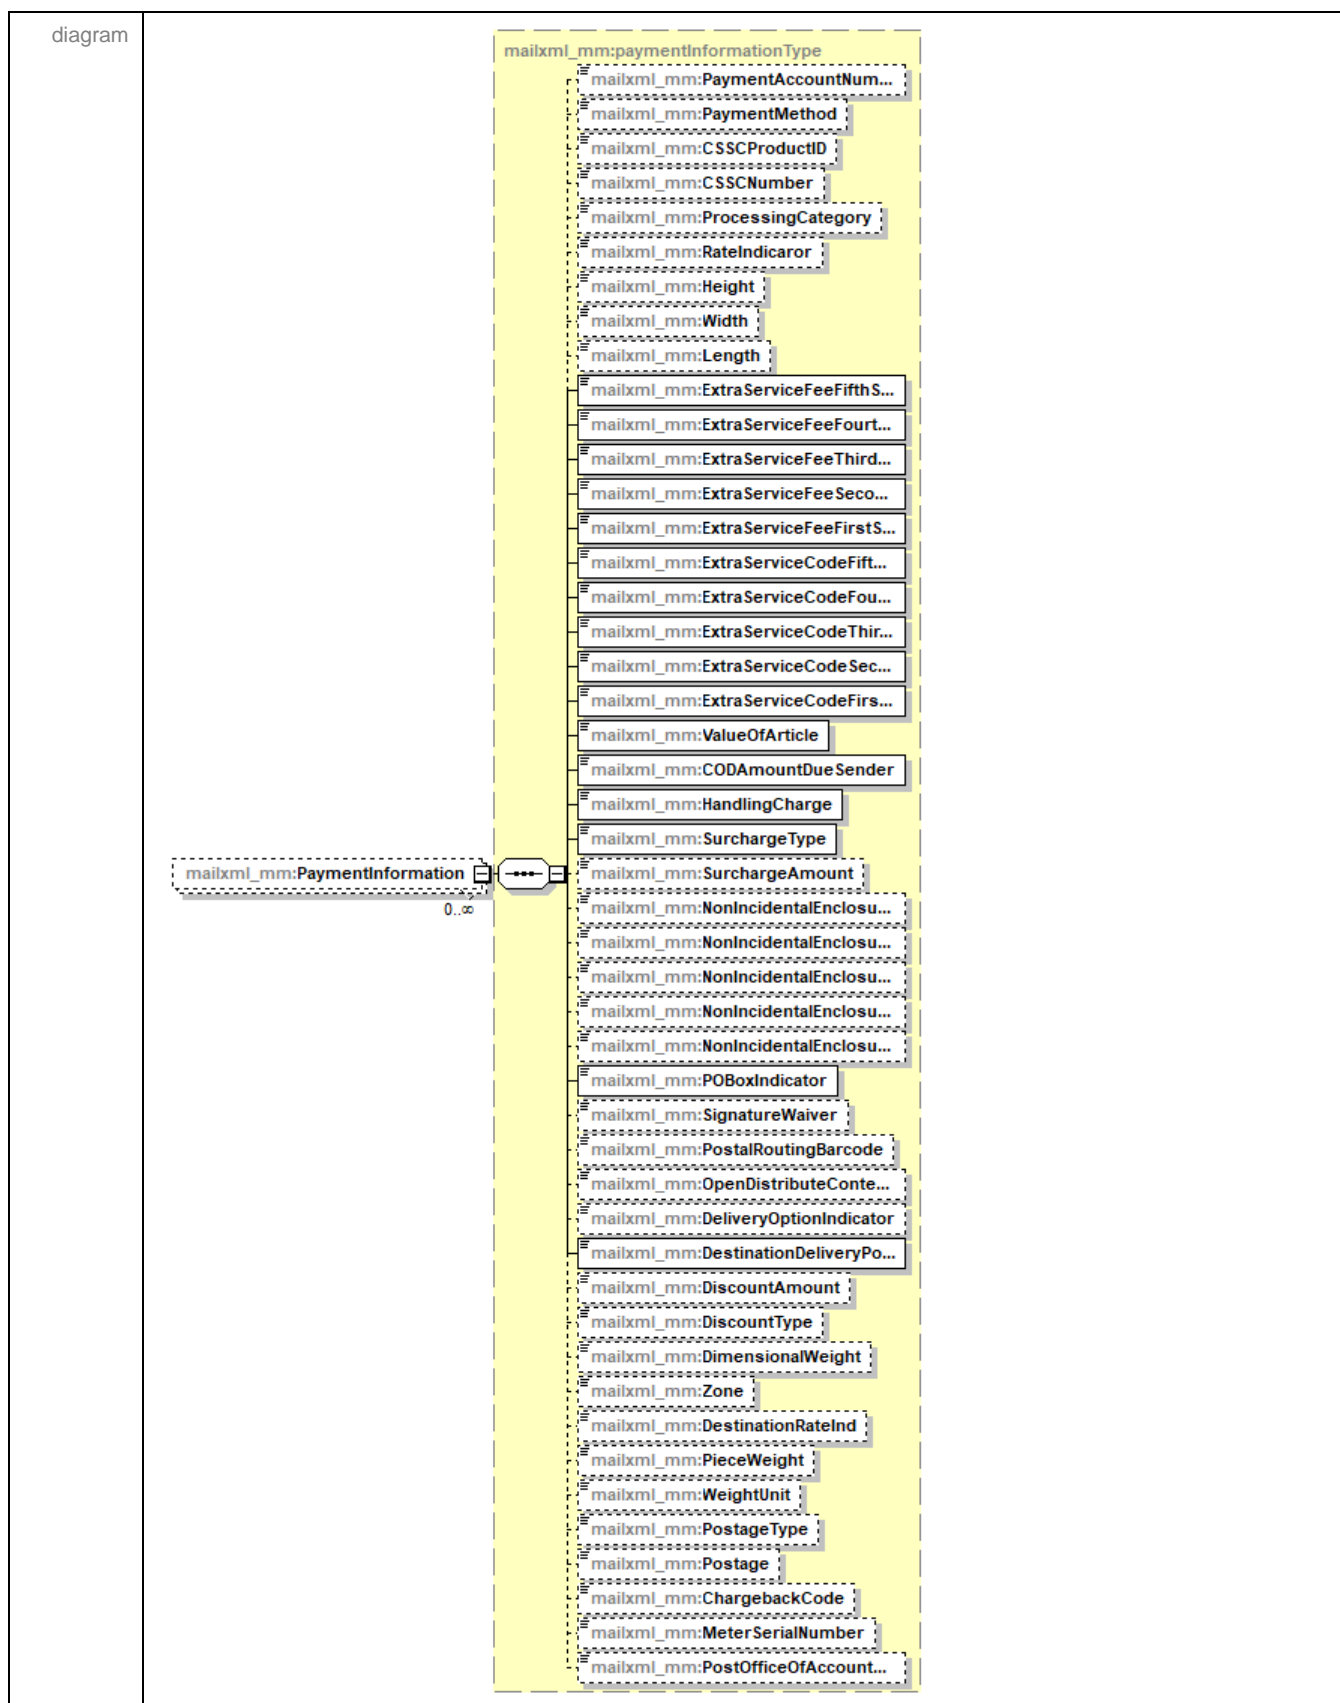 diagram
mailxml_mm:paymentInformationType
mailxml_mm:PaymentAccountNum...
mailxml_mm:PaymentMethod
mailxml_mm:CSSCProductID
mailxml_mm:CSSCNumber
mailxml_mm:ProcessingCategory
mailxml_mm:RateIndicaror
mailxml_mm:Height
mailxml_mm:Width
mailxml_mm:Length
mailxml_mm:ExtraServiceFeeFifthS...
mailxml_mm:ExtraServiceFeeFourt...
mailxml_mm:ExtraServiceFeeThird...
mailxml_mm:ExtraServiceFeeSeco...
mailxml_mm:ExtraServiceFeeFirstS...
mailxml_mm:ExtraServiceCodeFift...
mailxml_mm:ExtraServiceCodeFou...
mailxml_mm:ExtraServiceCodeThir...
mailxml_mm:ExtraServiceCodeSec...
mailxml_mm:ExtraServiceCodeFirs...
mailxml_mm:ValueOfArticle
mailxml_mm:CODAmountDueSender
mailxml_mm:HandlingCharge
mailxml_mm:SurchargeType
mailxml_mm:PaymentInformation
0..∞
mailxml_mm:SurchargeAmount
mailxml_mm:NonIncidentalEnclosu...
mailxml_mm:NonIncidentalEnclosu...
mailxml_mm:NonIncidentalEnclosu...
mailxml_mm:NonIncidentalEnclosu...
mailxml_mm:NonIncidentalEnclosu...
mailxml_mm:POBoxIndicator
mailxml_mm:SignatureWaiver
mailxml_mm:PostalRoutingBarcode
mailxml_mm:OpenDistributeConte...
mailxml_mm:DeliveryOptionIndicator
mailxml_mm:DestinationDeliveryPo...
mailxml_mm:DiscountAmount
mailxml_mm:DiscountType
mailxml_mm:DimensionalWeight
mailxml_mm:Zone
mailxml_mm:DestinationRateInd
mailxml_mm:PieceWeight
mailxml_mm:WeightUnit
mailxml_mm:PostageType
mailxml_mm:Postage
mailxml_mm:ChargebackCode
mailxml_mm:MeterSerialNumber
mailxml_mm:PostOfficeOfAccount...